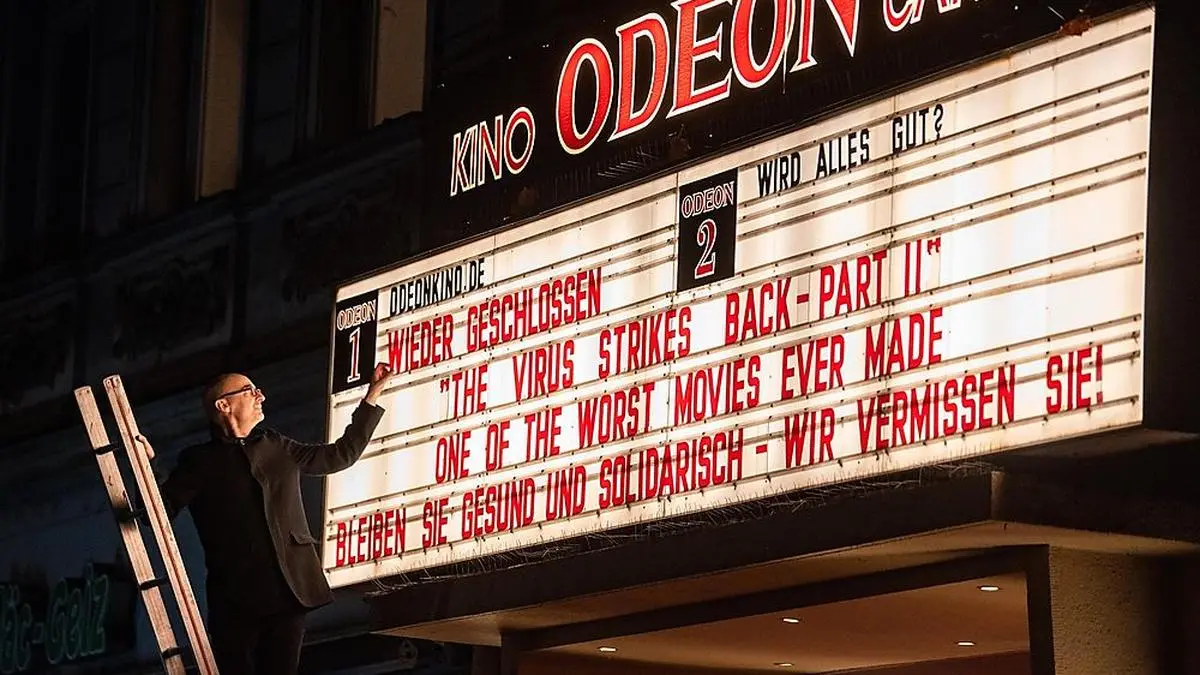 KINO ODEON
ODEON
1
ODEONKINO.DE
ODEON
2
WIRD ALLES GUT?
WIEDER GESCHLOSSEN
"THE VIRUS STRIKES BACK-PART II"
ONE OF THE WORST MOVIES EVER MADE
BLEIBEN SIE GESUND UND SOLIDARISCH - WIR VERMISSEN SIE!